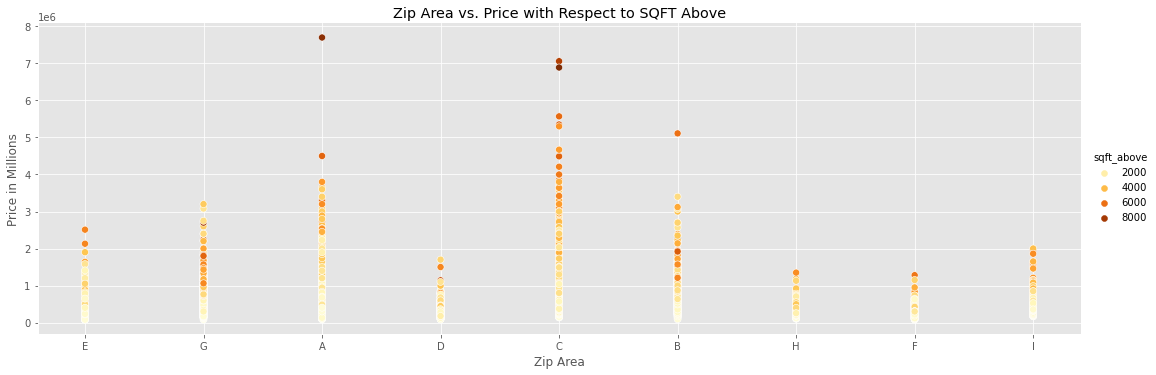 Zip Area vs. Price with Respect to SQFT Above
1e6
8
7
6
5
4
3
2
1
0
Price in Millions
E G A D C B H F I
Zip Area
sqft_above
2000
4000
6000
8000